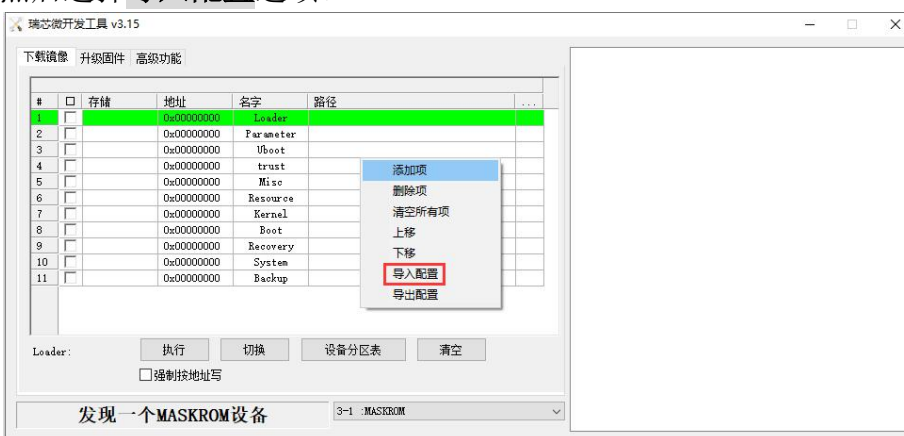 瑞芯微开发工具 v3.15
下载镜像 升级固件 高级功能
# 存储 地址 名字 路径 ...
1 0x00000000 Loader
2 0x00000000 Parameter
3 0x00000000 Uboot
4 0x00000000 trust
5 0x00000000 Misc
6 0x00000000 Resource
7 0x00000000 Kernel
8 0x00000000 Boot
9 0x00000000 Recovery
10 0x00000000 System
11 0x00000000 Backup
添加项
删除项
清空所有项
上移
下移
导入配置
导出配置
Loader: 执行 切换 设备分区表 清空
强制按地址写
发现一个MASKROM设备 3-1 :MASKROM